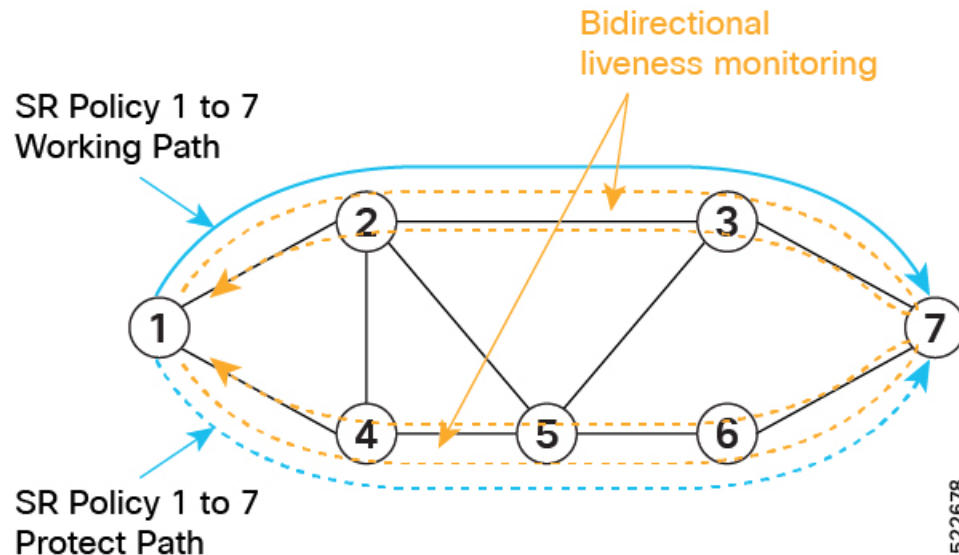 Bidirectional
liveness monitoring
SR Policy 1 to 7
Working Path
2
3
1
7
4
5
6
SR Policy 1 to 7
Protect Path
522678